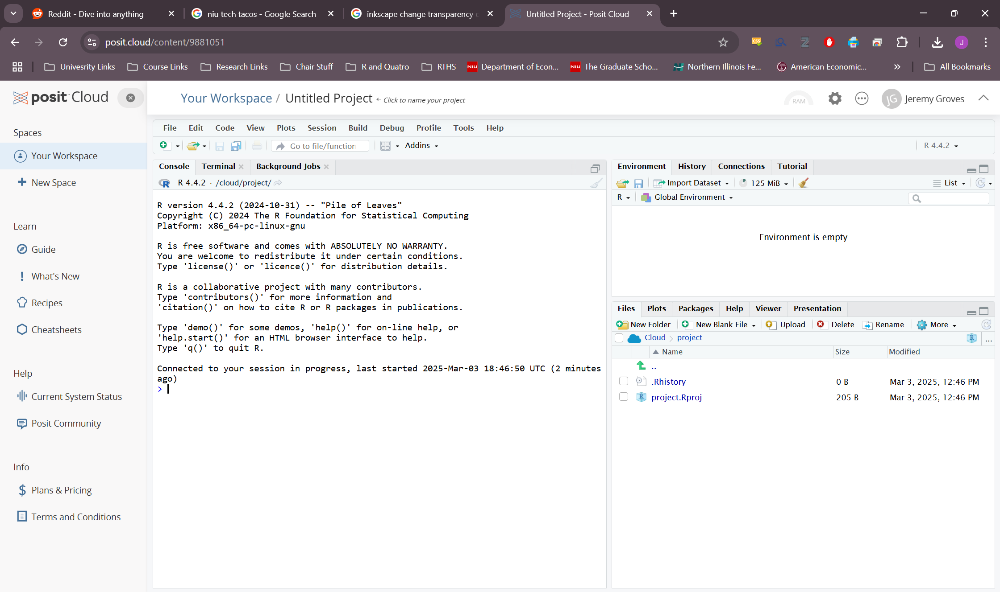 Reddit - Dive into anything
niu tech tacos - Google Search
inkscape change transparency
Untitled Project - Posit Cloud
posit.cloud/content/9881051
J
Univesrity Links
Course Links
Research Links
Chair Stuff
R and Quatro
RTHS
NIU Department of Econ...
NIU The Graduate Scho...
Northern Illinois Fe...
American Economic...
All Bookmarks
posit Cloud
Your Workspace / Untitled Project
Click to name your project
RAM
JG Jeremy Groves
Spaces
Your Workspace
New Space
Learn
Guide
What's New
Recipes
Cheatsheets
Help
Current System Status
Posit Community
Info
Plans & Pricing
Terms and Conditions
File Edit Code View Plots Session Build Debug Profile Tools Help
Go to file/function
Addins
R 4.4.2
Console Terminal Background Jobs
R 4.4.2 · /cloud/project/
R version 4.4.2 (2024-10-31) -- "Pile of Leaves"
Copyright (C) 2024 The R Foundation for Statistical Computing
Platform: x86_64-pc-linux-gnu
R is free software and comes with ABSOLUTELY NO WARRANTY.
You are welcome to redistribute it under certain conditions.
Type 'license()' or 'licence()' for distribution details.
R is a collaborative project with many contributors.
Type 'contributors()' for more information and
'citation()' on how to cite R or R packages in publications.
Type 'demo()' for some demos, 'help()' for on-line help, or
'help.start()' for an HTML browser interface to help.
Type 'q()' to quit R.
Connected to your session in progress, last started 2025-Mar-03 18:46:50 UTC (2 minutes
ago)
>
Environment History Connections Tutorial
Import Dataset
125 MiB
List
R
Global Environment
Environment is empty
Files Plots Packages Help Viewer Presentation
New Folder New Blank File Upload Delete Rename More
Cloud project
...
Name Size Modified
..
.Rhistory 0 B Mar 3, 2025, 12:46 PM
project.Rproj 205 B Mar 3, 2025, 12:46 PM